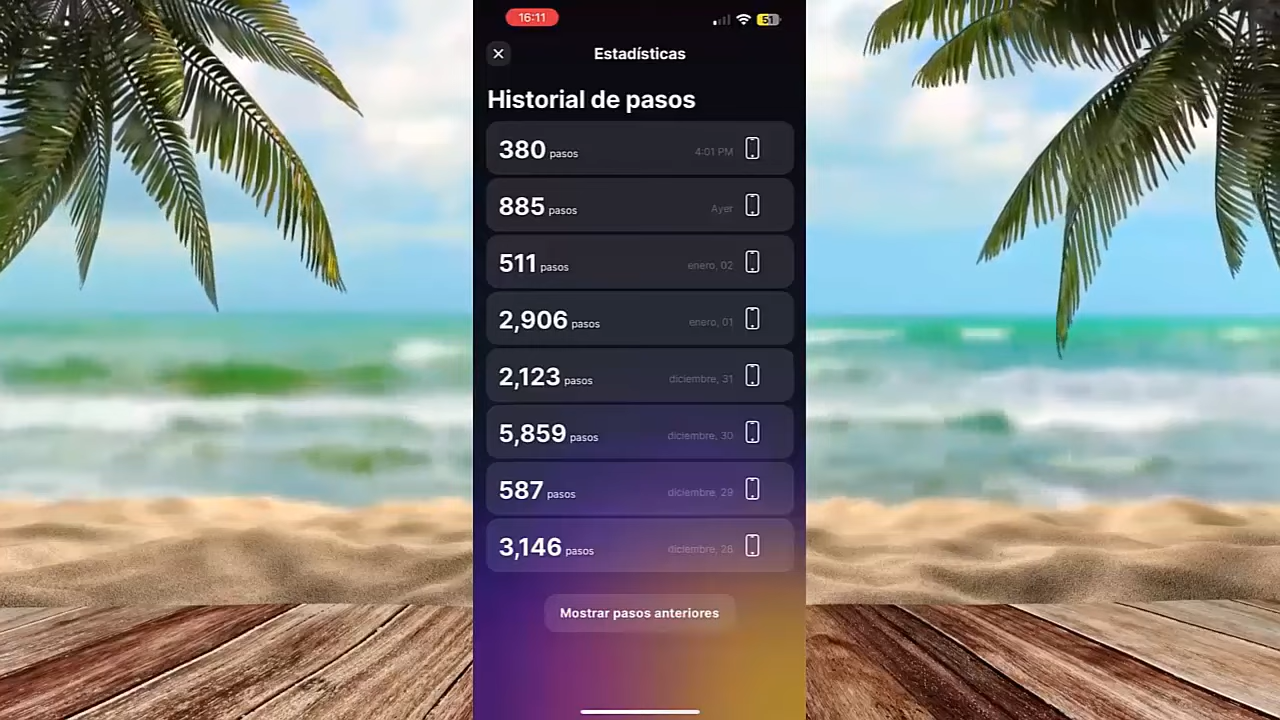 16:11
51
Estadísticas
Historial de pasos
380 pasos 4:01 PM
885 pasos Ayer
511 pasos enero, 02
2,906 pasos enero, 01
2,123 pasos diciembre, 31
5,859 pasos diciembre, 30
587 pasos diciembre, 29
3,146 pasos diciembre, 28
Mostrar pasos anteriores